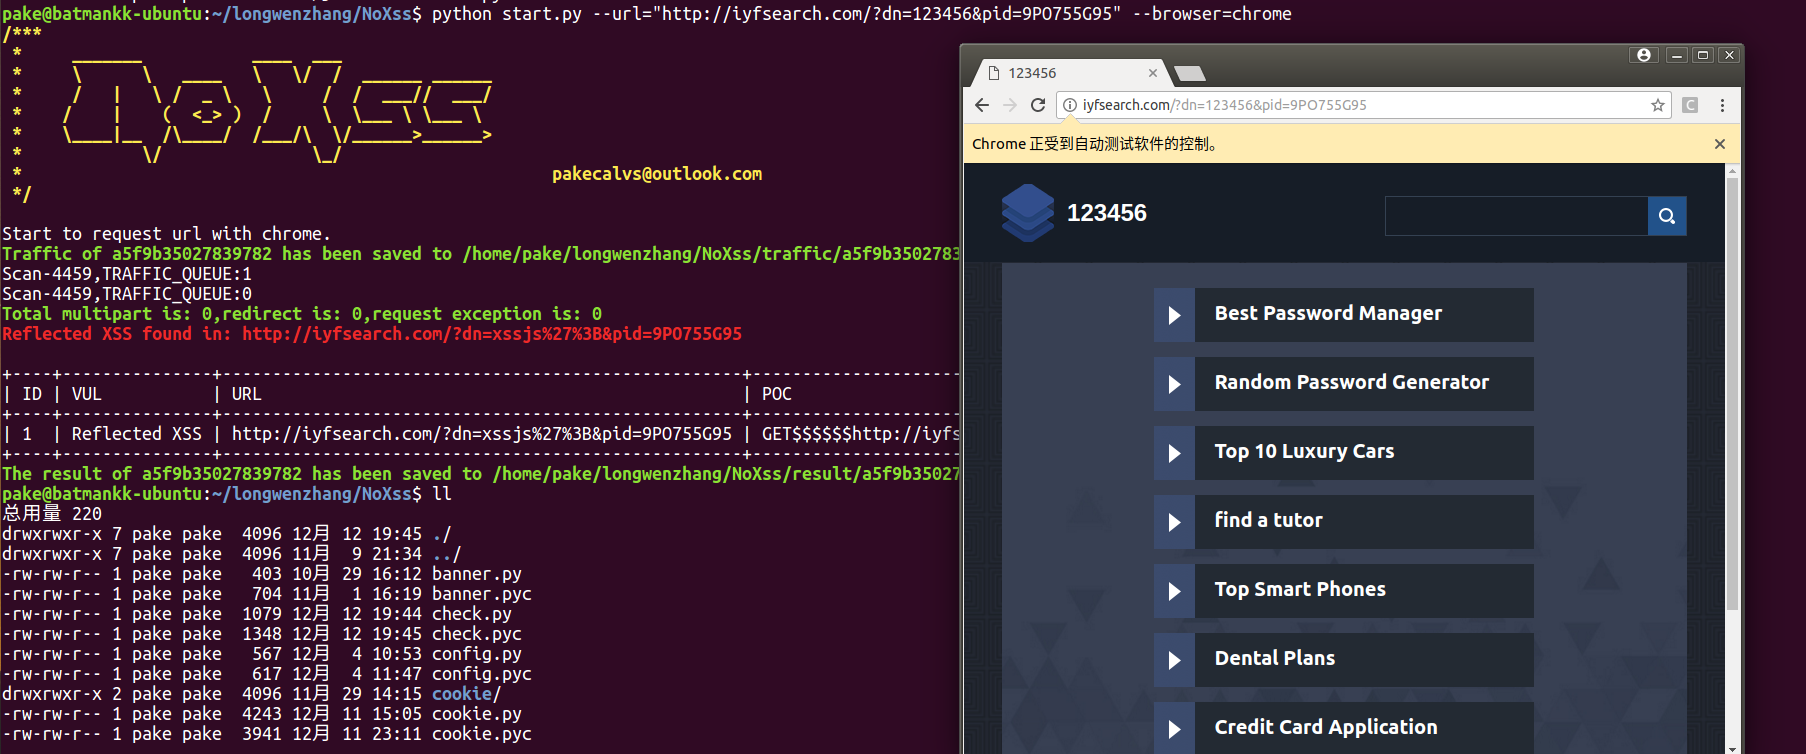 pake@batmankk-ubuntu:~/longwenzhang/NoXss$ python start.py --url="http://iyfsearch.com/?dn=123456&pid=9PO755G95" --browser=chrome
/***
pakecalvs@outlook.com
*/
Start to request url with chrome.
Traffic of a5f9b35027839782 has been saved to /home/pake/longwenzhang/NoXss/traffic/a5f9b35027839
Scan-4459,TRAFFIC_QUEUE:1
Scan-4459,TRAFFIC_QUEUE:0
Total multipart is: 0,redirect is: 0,request exception is: 0
Reflected XSS found in: http://iyfsearch.com/?dn=xssjs%27%3B&pid=9PO755G95
+----+---------------+----------------------------------------------------+---------------------
| ID | VUL | URL | POC
+----+---------------+----------------------------------------------------+---------------------
| 1 | Reflected XSS | http://iyfsearch.com/?dn=xssjs%27%3B&pid=9PO755G95 | GET$$$$$$http://iyfs
+----+---------------+----------------------------------------------------+---------------------
The result of a5f9b35027839782 has been saved to /home/pake/longwenzhang/NoXss/result/a5f9b35027
pake@batmankk-ubuntu:~/longwenzhang/NoXss$ ll
总用量 220
drwxrwxr-x 7 pake pake 4096 12月 12 19:45 ./
drwxrwxr-x 7 pake pake 4096 11月 9 21:34 ../
-rw-rw-r-- 1 pake pake 403 10月 29 16:12 banner.py
-rw-rw-r-- 1 pake pake 704 11月 1 16:19 banner.pyc
-rw-rw-r-- 1 pake pake 1079 12月 12 19:44 check.py
-rw-rw-r-- 1 pake pake 1348 12月 12 19:45 check.pyc
-rw-rw-r-- 1 pake pake 567 12月 4 10:53 config.py
-rw-rw-r-- 1 pake pake 617 12月 4 11:47 config.pyc
drwxrwxr-x 2 pake pake 4096 11月 29 14:15 cookie/
-rw-rw-r-- 1 pake pake 4243 12月 11 15:05 cookie.py
-rw-rw-r-- 1 pake pake 3941 12月 11 23:11 cookie.pyc
123456
iyfsearch.com/?dn=123456&pid=9PO755G95
Chrome 正受到自动测试软件的控制。
123456
Best Password Manager
Random Password Generator
Top 10 Luxury Cars
find a tutor
Top Smart Phones
Dental Plans
Credit Card Application